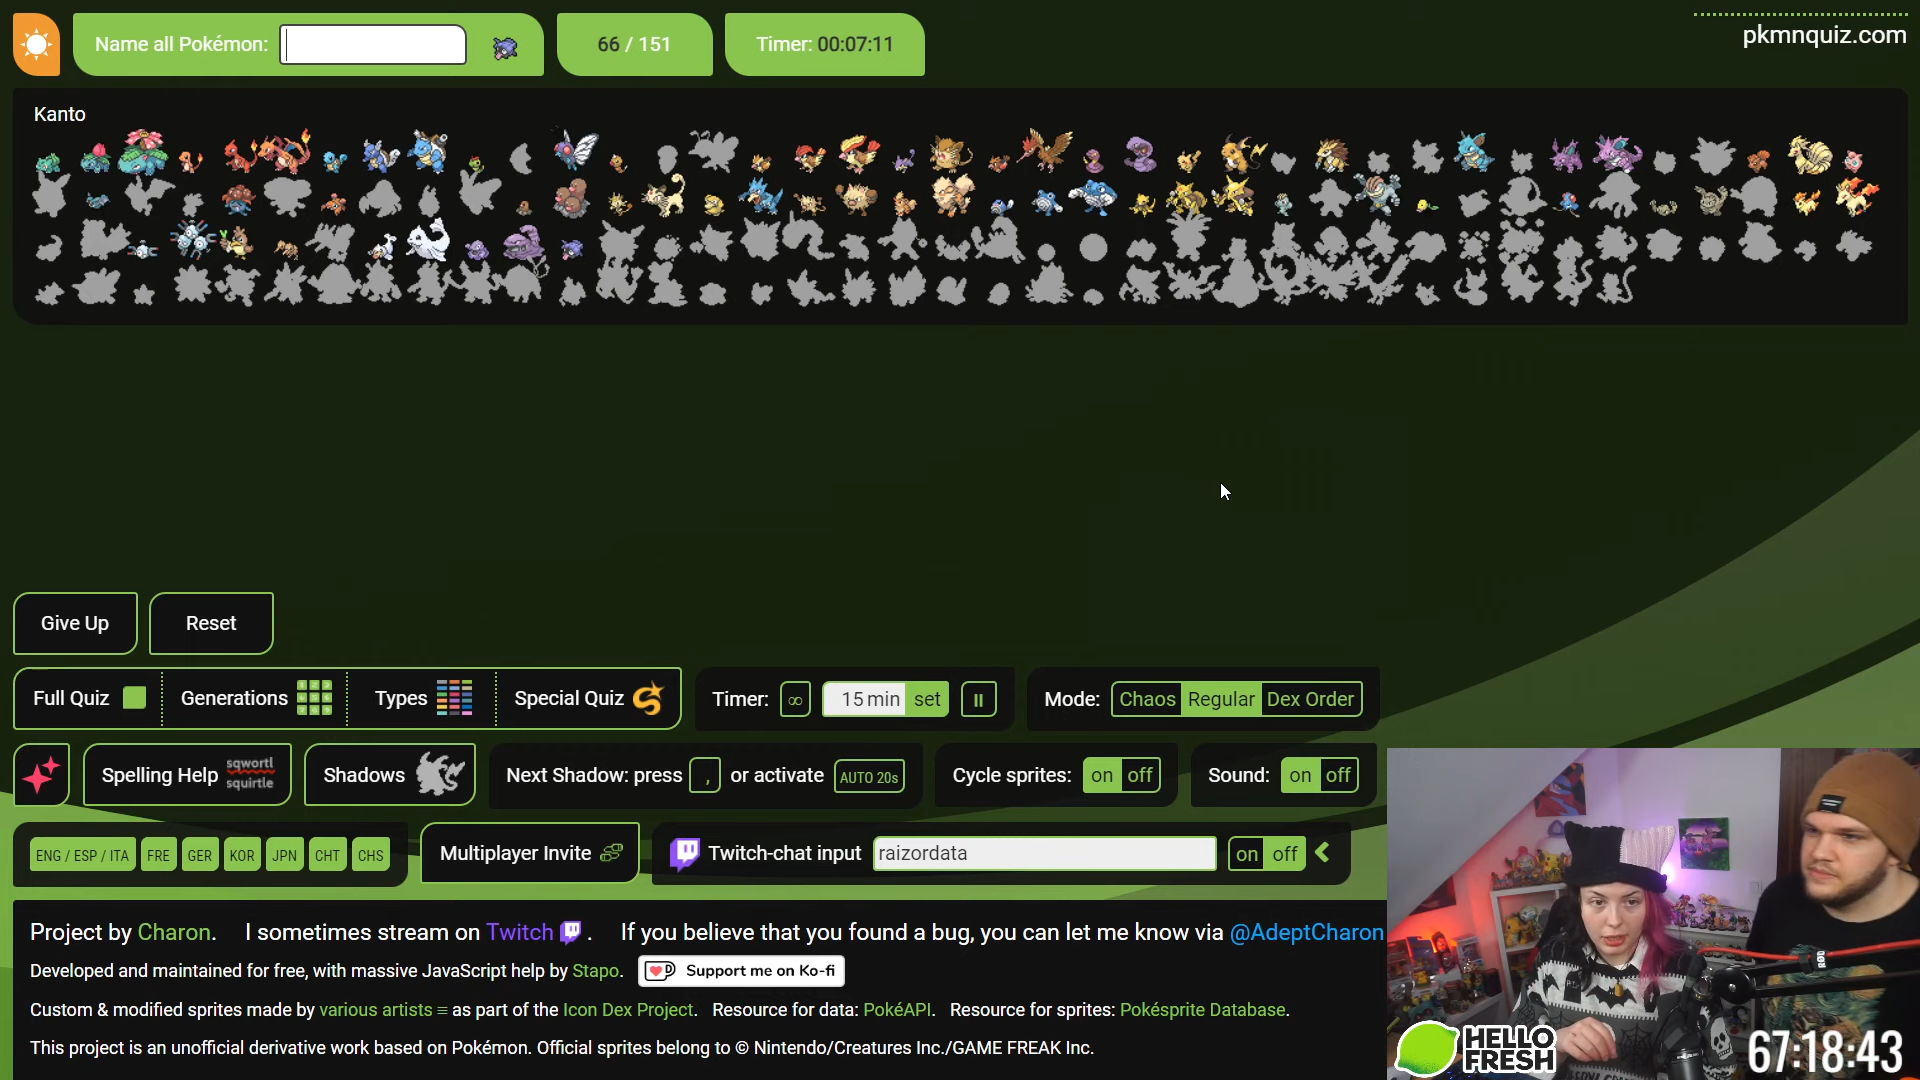 Name all Pokémon:
66 / 151
Timer: 00:07:11
pkmnquiz.com
Kanto
Give Up
Reset
Full Quiz
Generations
Types
Special Quiz
Timer: ∞ 15 min set
Mode: Chaos Regular Dex Order
Spelling Help sqwortl squirtle
Shadows
Next Shadow: press , or activate AUTO 20s
Cycle sprites: on off
Sound: on off
ENG / ESP / ITA FRE GER KOR JPN CHT CHS
Multiplayer Invite
Twitch-chat input raizordata on off
Project by Charon. I sometimes stream on Twitch . If you believe that you found a bug, you can let me know via @AdeptCharon
Developed and maintained for free, with massive JavaScript help by Stapo. Support me on Ko-fi
Custom & modified sprites made by various artists ≡ as part of the Icon Dex Project. Resource for data: PokéAPI. Resource for sprites: Pokésprite Database.
This project is an unofficial derivative work based on Pokémon. Official sprites belong to © Nintendo/Creatures Inc./GAME FREAK Inc.
HELLO
FRESH
67:18:43